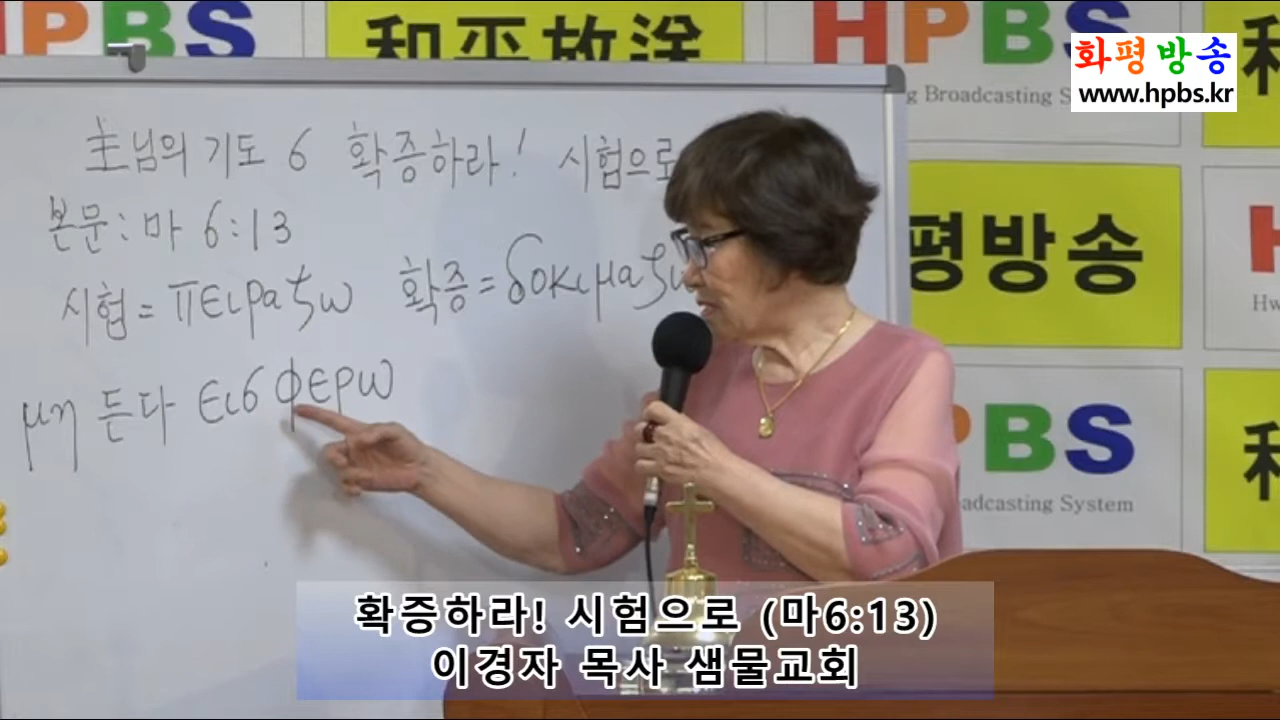 HPBS
和平放送
HPBS
g Broadcasting S
화평방송
www.hpbs.kr
主님의 기도 6 확증하라! 시험으로
본문: 마 6:13
시험 = πειραζω 확증 = δοκιμαζω
μη 든다 εισφερω
평방송
H
Hw
BS
adcasting System
확증하라! 시험으로 (마6:13)
이경자 목사 샘물교회